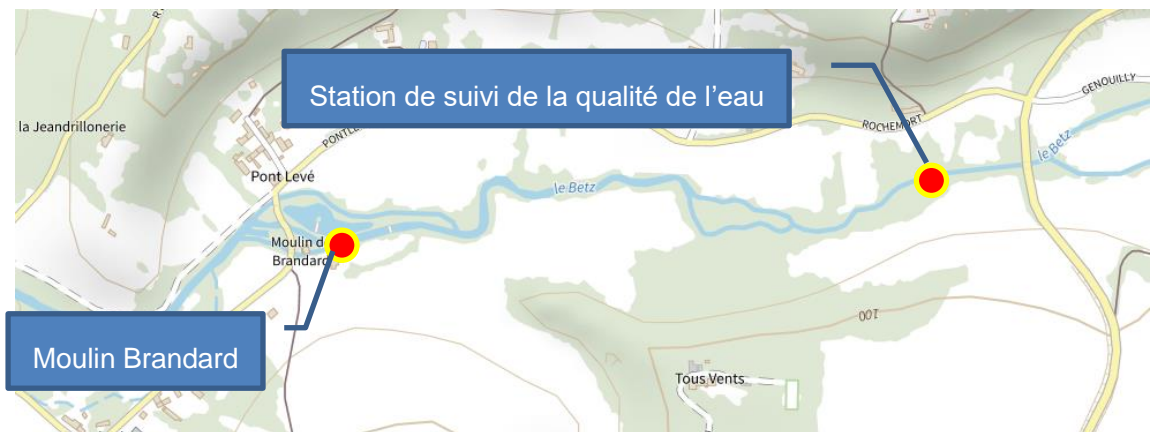 Station de suivi de la qualité de l’eau
GENOUILLY
ROCHEMORT
la Jeandrillonerie
le Betz
Pont Levé
le Betz
Moulin d
Brandard
100
Moulin Brandard
Tous Vents